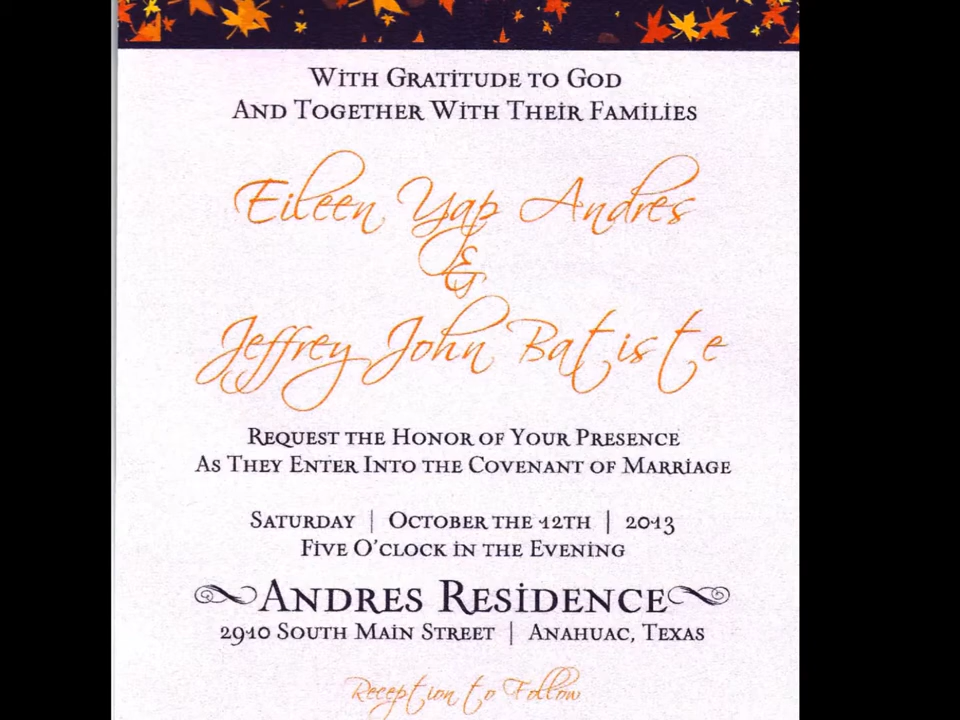 With Gratitude to God
And Together With Their Families
Eileen Yap Andres
&
Jeffrey John Batiste
Request the Honor of Your Presence
As They Enter Into the Covenant of Marriage
Saturday | October the 12th | 2013
Five O'clock in the Evening
Andres Residence
2910 South Main Street | Anahuac, Texas
Reception to Follow